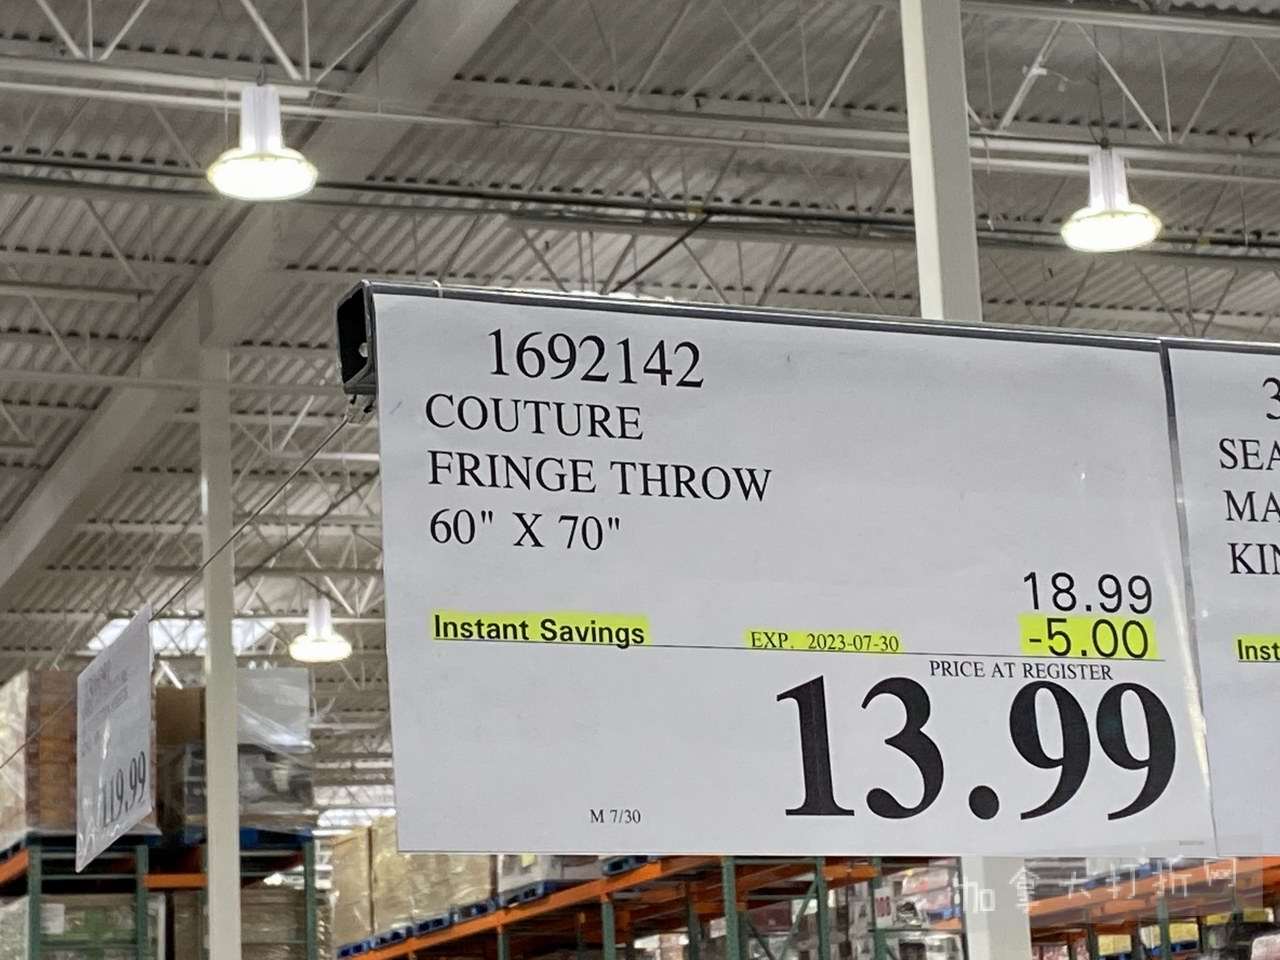 1692142
COUTURE
FRINGE THROW
60" X 70"
18.99
Instant Savings EXP. 2023-07-30 -5.00
PRICE AT REGISTER
13.99
M 7/30
3
SEA
MA
KIN
Inst
119.99
加拿大打折网